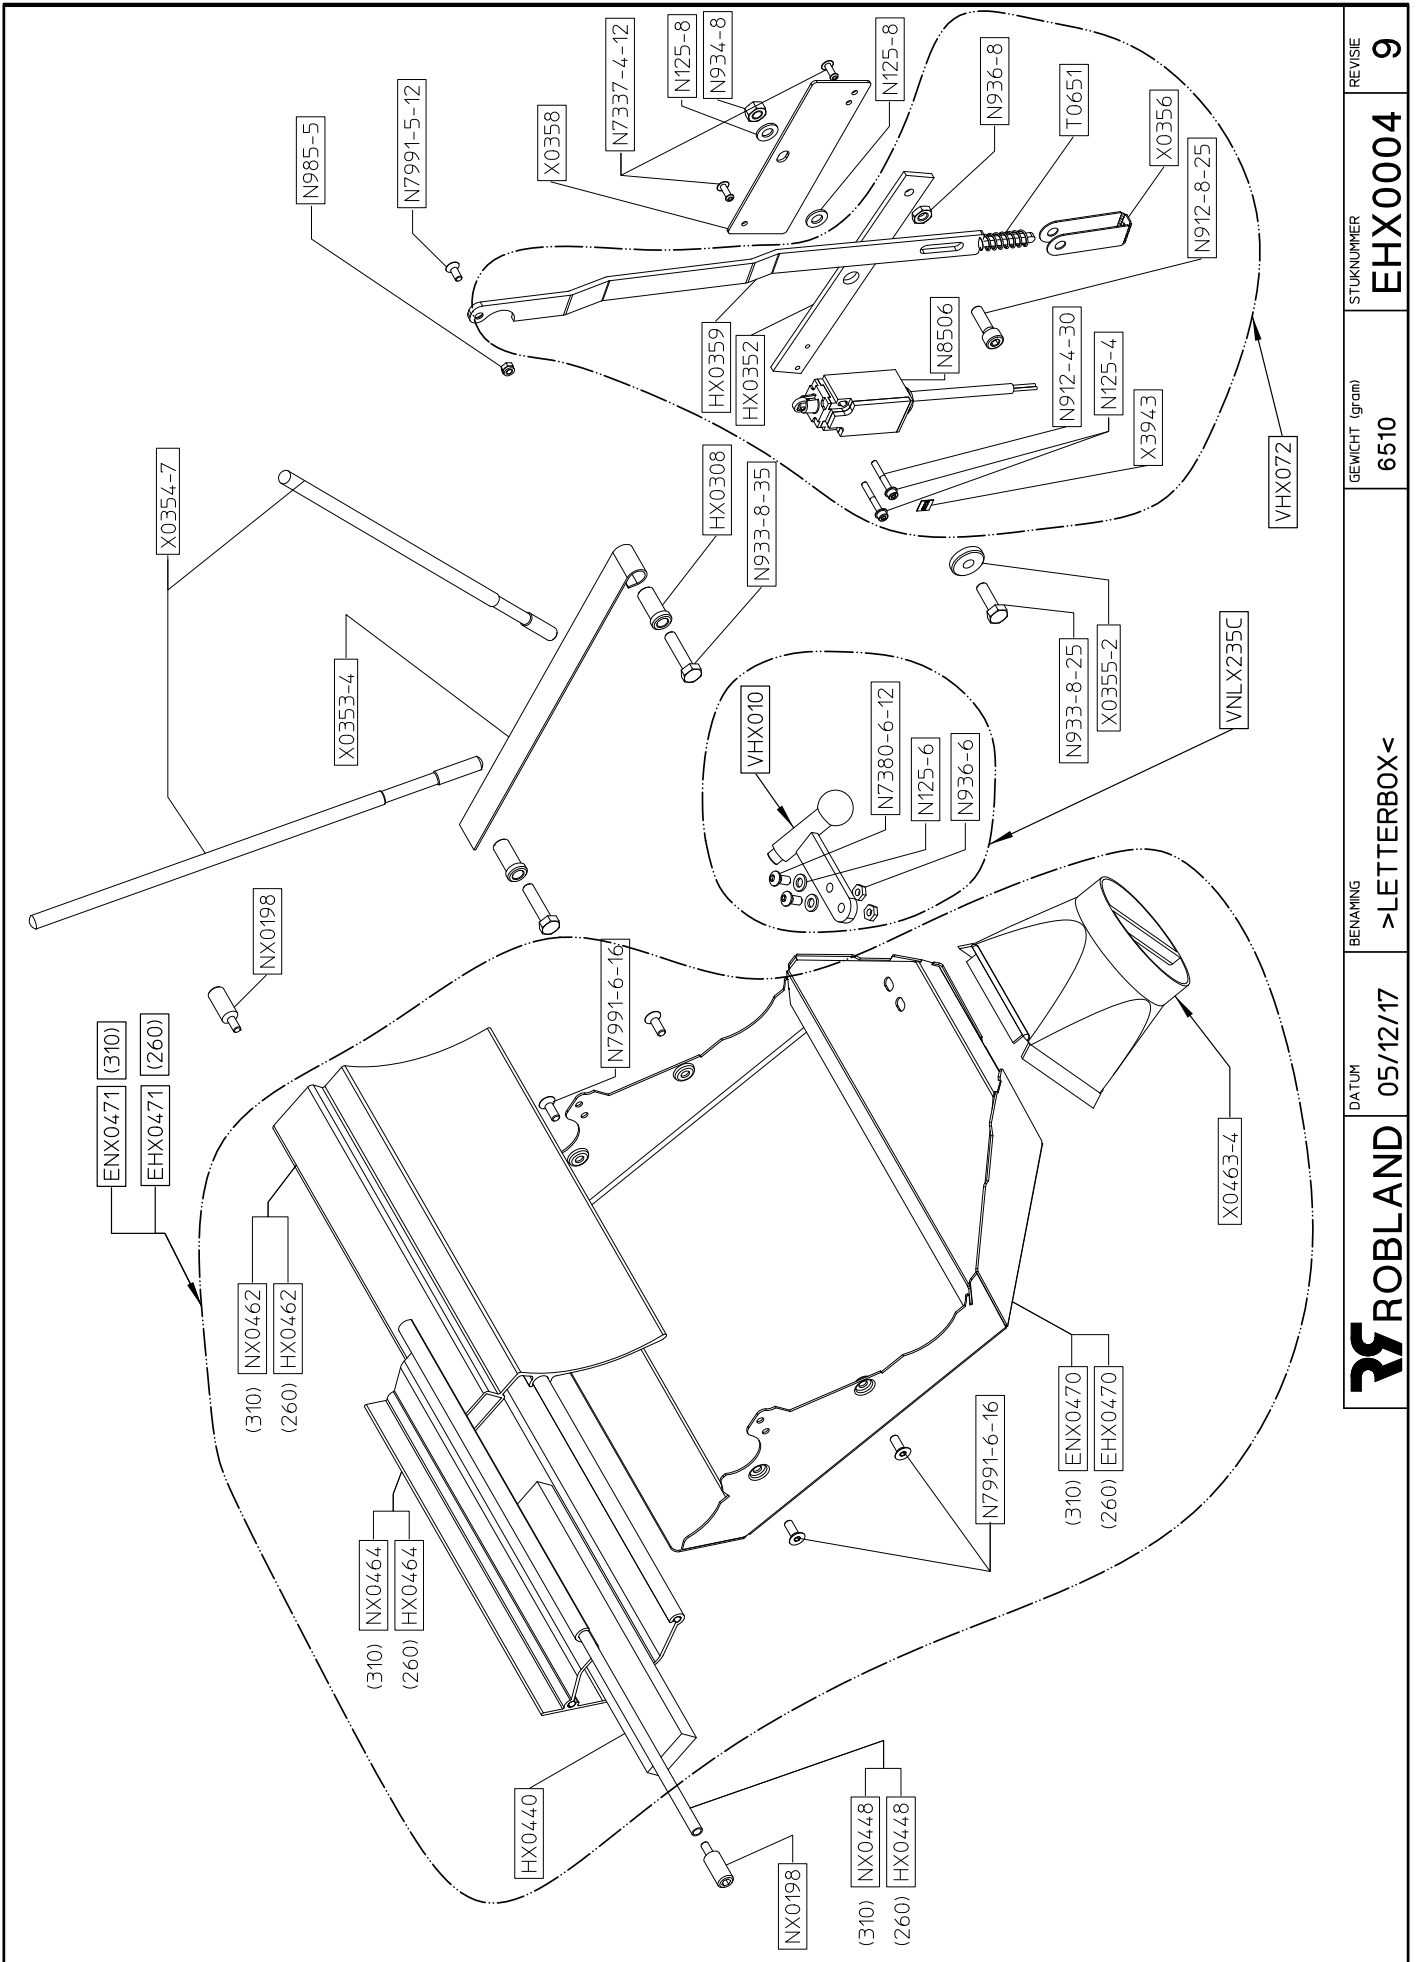 ENX0471 (310)
EHX0471 (260)
NX0198
X0354-7
X0353-4
N985-5
N7991-5-12
X0358
N7337-4-12
N125-8
N934-8
N125-8
N936-8
T0651
X0356
N912-8-25
HX0359
HX0352
N8506
N912-4-30
N125-4
X3943
VHX072
HX0308
N933-8-35
N933-8-25
X0355-2
VNLX235C
VHX010
N7380-6-12
N125-6
N936-6
N7991-6-16
(310) NX0462
(260) HX0462
(310) NX0464
(260) HX0464
HX0440
NX0198
(310) NX0448
(260) HX0448
N7991-6-16
(310) ENX0470
(260) EHX0470
X0463-4
ROBLAND
DATUM
05/12/17
BENAMING
>LETTERBOX<
GEWICHT (gram)
6510
STUKNUMMER
EHX0004
REVISIE
9